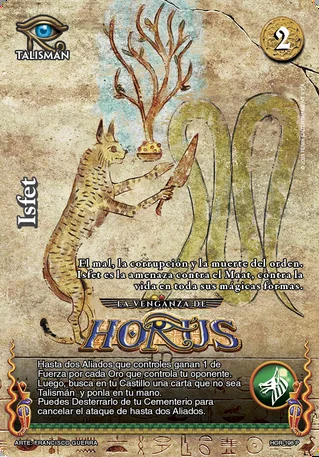 TALISMÁN
2
Isfet
El mal, la corrupción y la muerte del orden.
Isfet es la amenaza contra el Maat, contra la
vida en toda sus mágicas formas.
LA VENGANZA DE
HORUS
Hasta dos Aliados que controles ganan 1 de
Fuerza por cada Oro que controla tu oponente.
Luego, busca en tu Castillo una carta que no sea
Talismán y ponla en tu mano.
Puedes Desterrarlo de tu Cementerio para
cancelar el ataque de hasta dos Aliados.
ARTE: FRANCISCO GUERRA